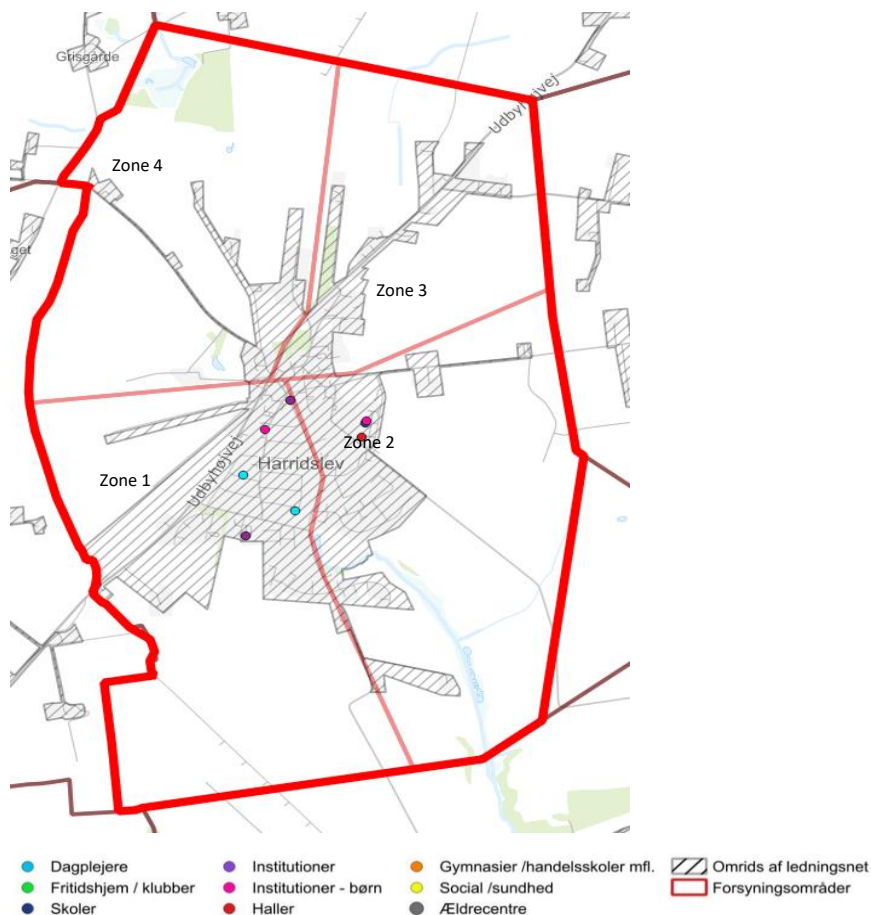 Grisgårde
Udbyhøjvej
Zone 4
get
Zone 3
Zone 2
Harridslev
Zone 1
Udbyhøjvej
Dagplejere
Institutioner
Gymnasier /handelsskoler mfl.
Omrids af ledningsnet
Fritidshjem / klubber
Institutioner - børn
Social /sundhed
Forsyningsområder
Skoler
Haller
Ældrecentre